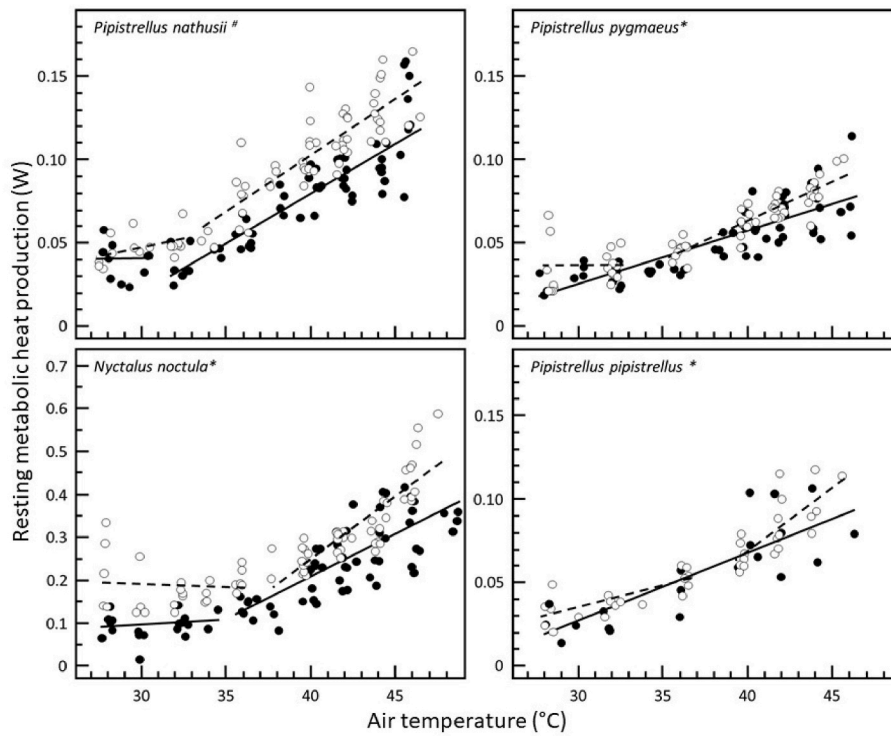 Pipistrellus nathusii #
Pipistrellus pygmaeus*
0.15
0.10
0.05
0
0.15
0.10
0.05
0
Nyctalus noctula*
Pipistrellus pipistrellus *
0.7
0.6
0.5
0.4
0.3
0.2
0.1
0
0.15
0.10
0.05
0
30 35 40 45
30 35 40 45
Resting metabolic heat production (W)
Air temperature (°C)